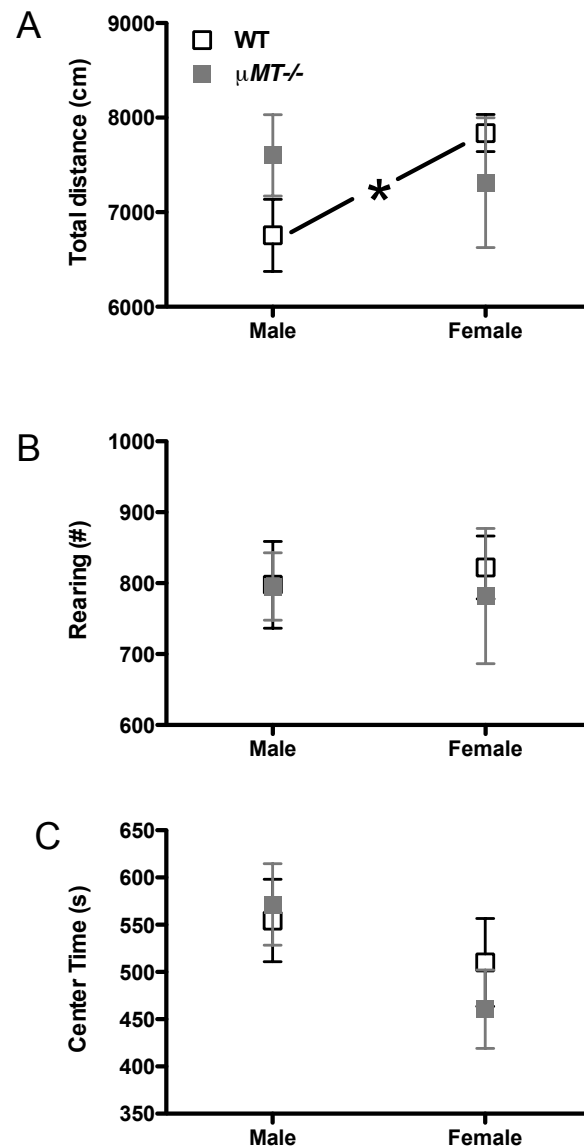 A
WT
μMT-/-
Total distance (cm)
9000
8000
7000
6000
*
Male Female
B
Rearing (#)
1000
900
800
700
600
Male Female
C
Center Time (s)
650
600
550
500
450
400
350
Male Female